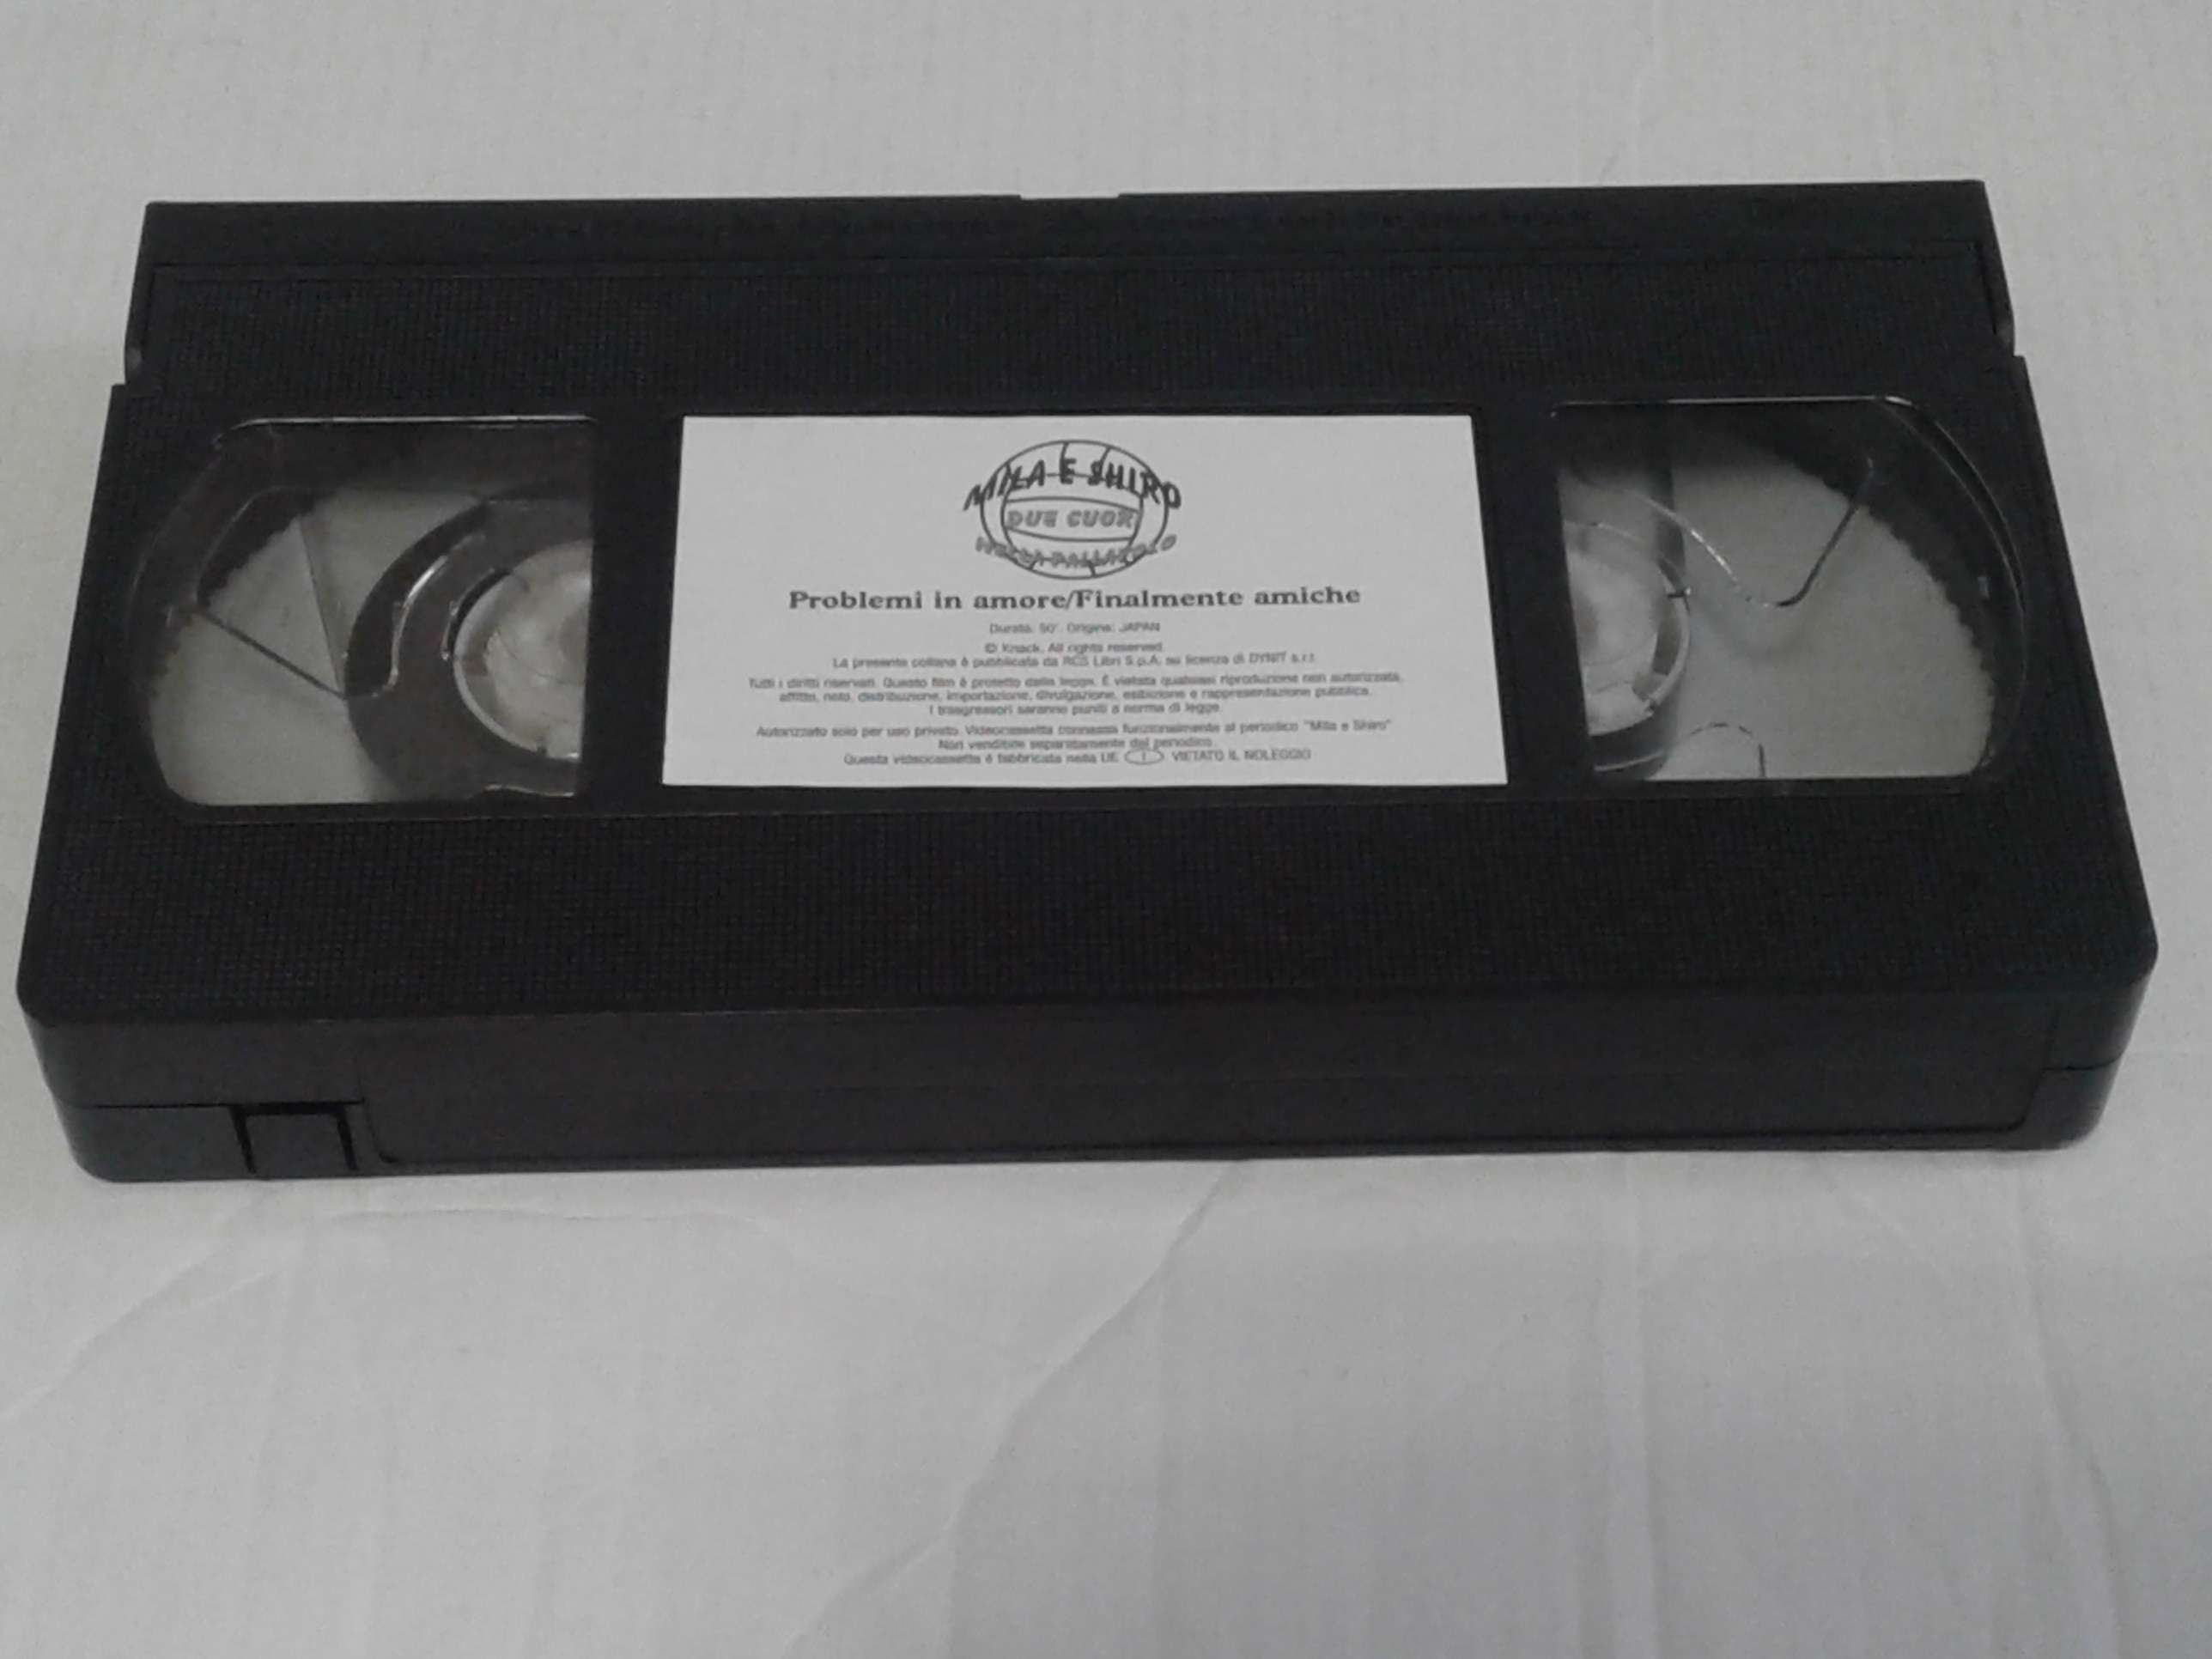 MILA E SHIRO
DUE CUORI
NELLA PALLAVOLO
Problemi in amore/Finalmente amiche
Durata: 50'. Origine: JAPAN
© Knack. All rights reserved.
La presente collana è pubblicata da RCS Libri S.p.A. su licenza di DYNIT s.r.l.
Tutti i diritti riservati. Questo film è protetto dalla legge. È vietata qualsiasi riproduzione non autorizzata,
affitto, nolo, distribuzione, importazione, divulgazione, esibizione e rappresentazione pubblica.
I trasgressori saranno puniti a norma di legge.
Autorizzato solo per uso privato. Videocassetta connessa funzionalmente al periodico "Mila e Shiro"
Non vendibile separatamente dal periodico.
Questa videocassetta è fabbricata nella UE I VIETATO IL NOLEGGIO